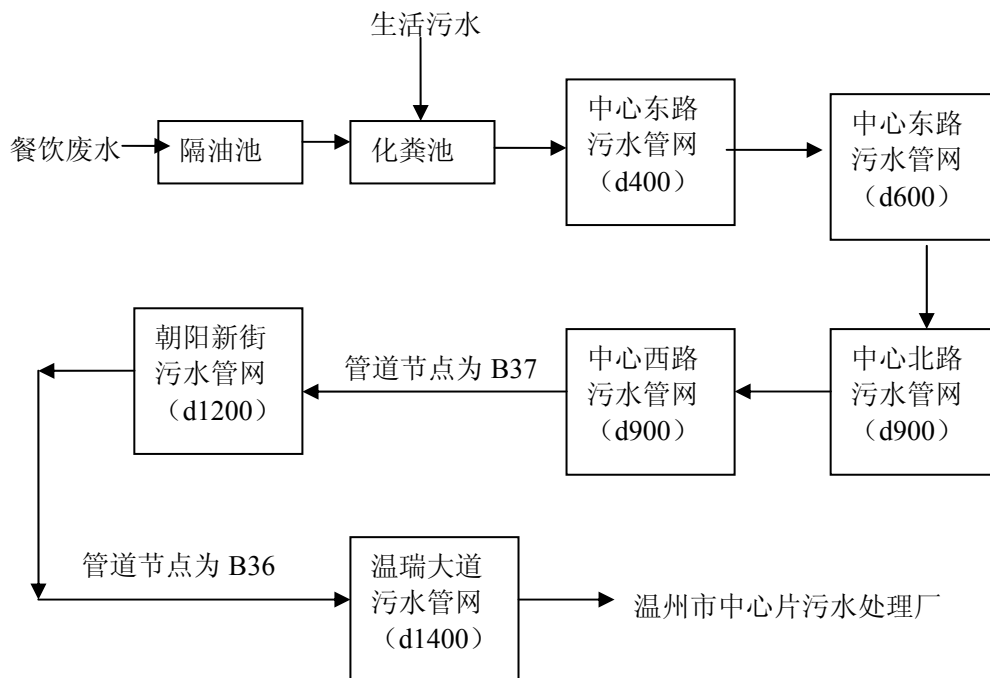 生活污水
餐饮废水
隔油池
化粪池
中心东路
污水管网
（d400）
中心东路
污水管网
（d600）
朝阳新街
污水管网
（d1200）
管道节点为 B37
中心西路
污水管网
（d900）
中心北路
污水管网
（d900）
管道节点为 B36
温瑞大道
污水管网
（d1400）
温州市中心片污水处理厂